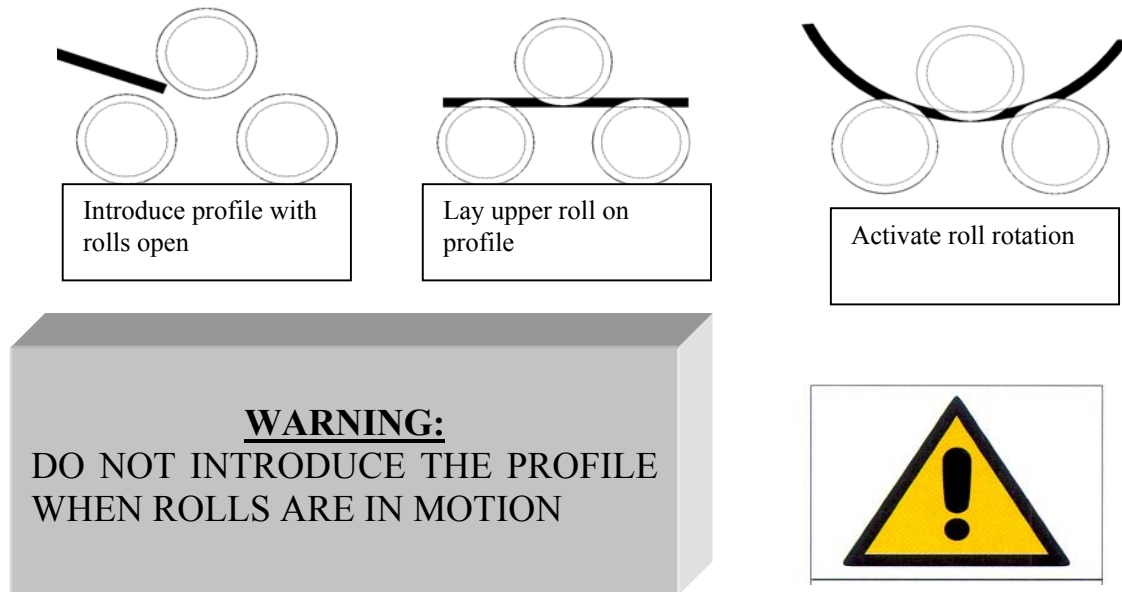 Introduce profile with
rolls open
Lay upper roll on
profile
Activate roll rotation
WARNING:
DO NOT INTRODUCE THE PROFILE
WHEN ROLLS ARE IN MOTION